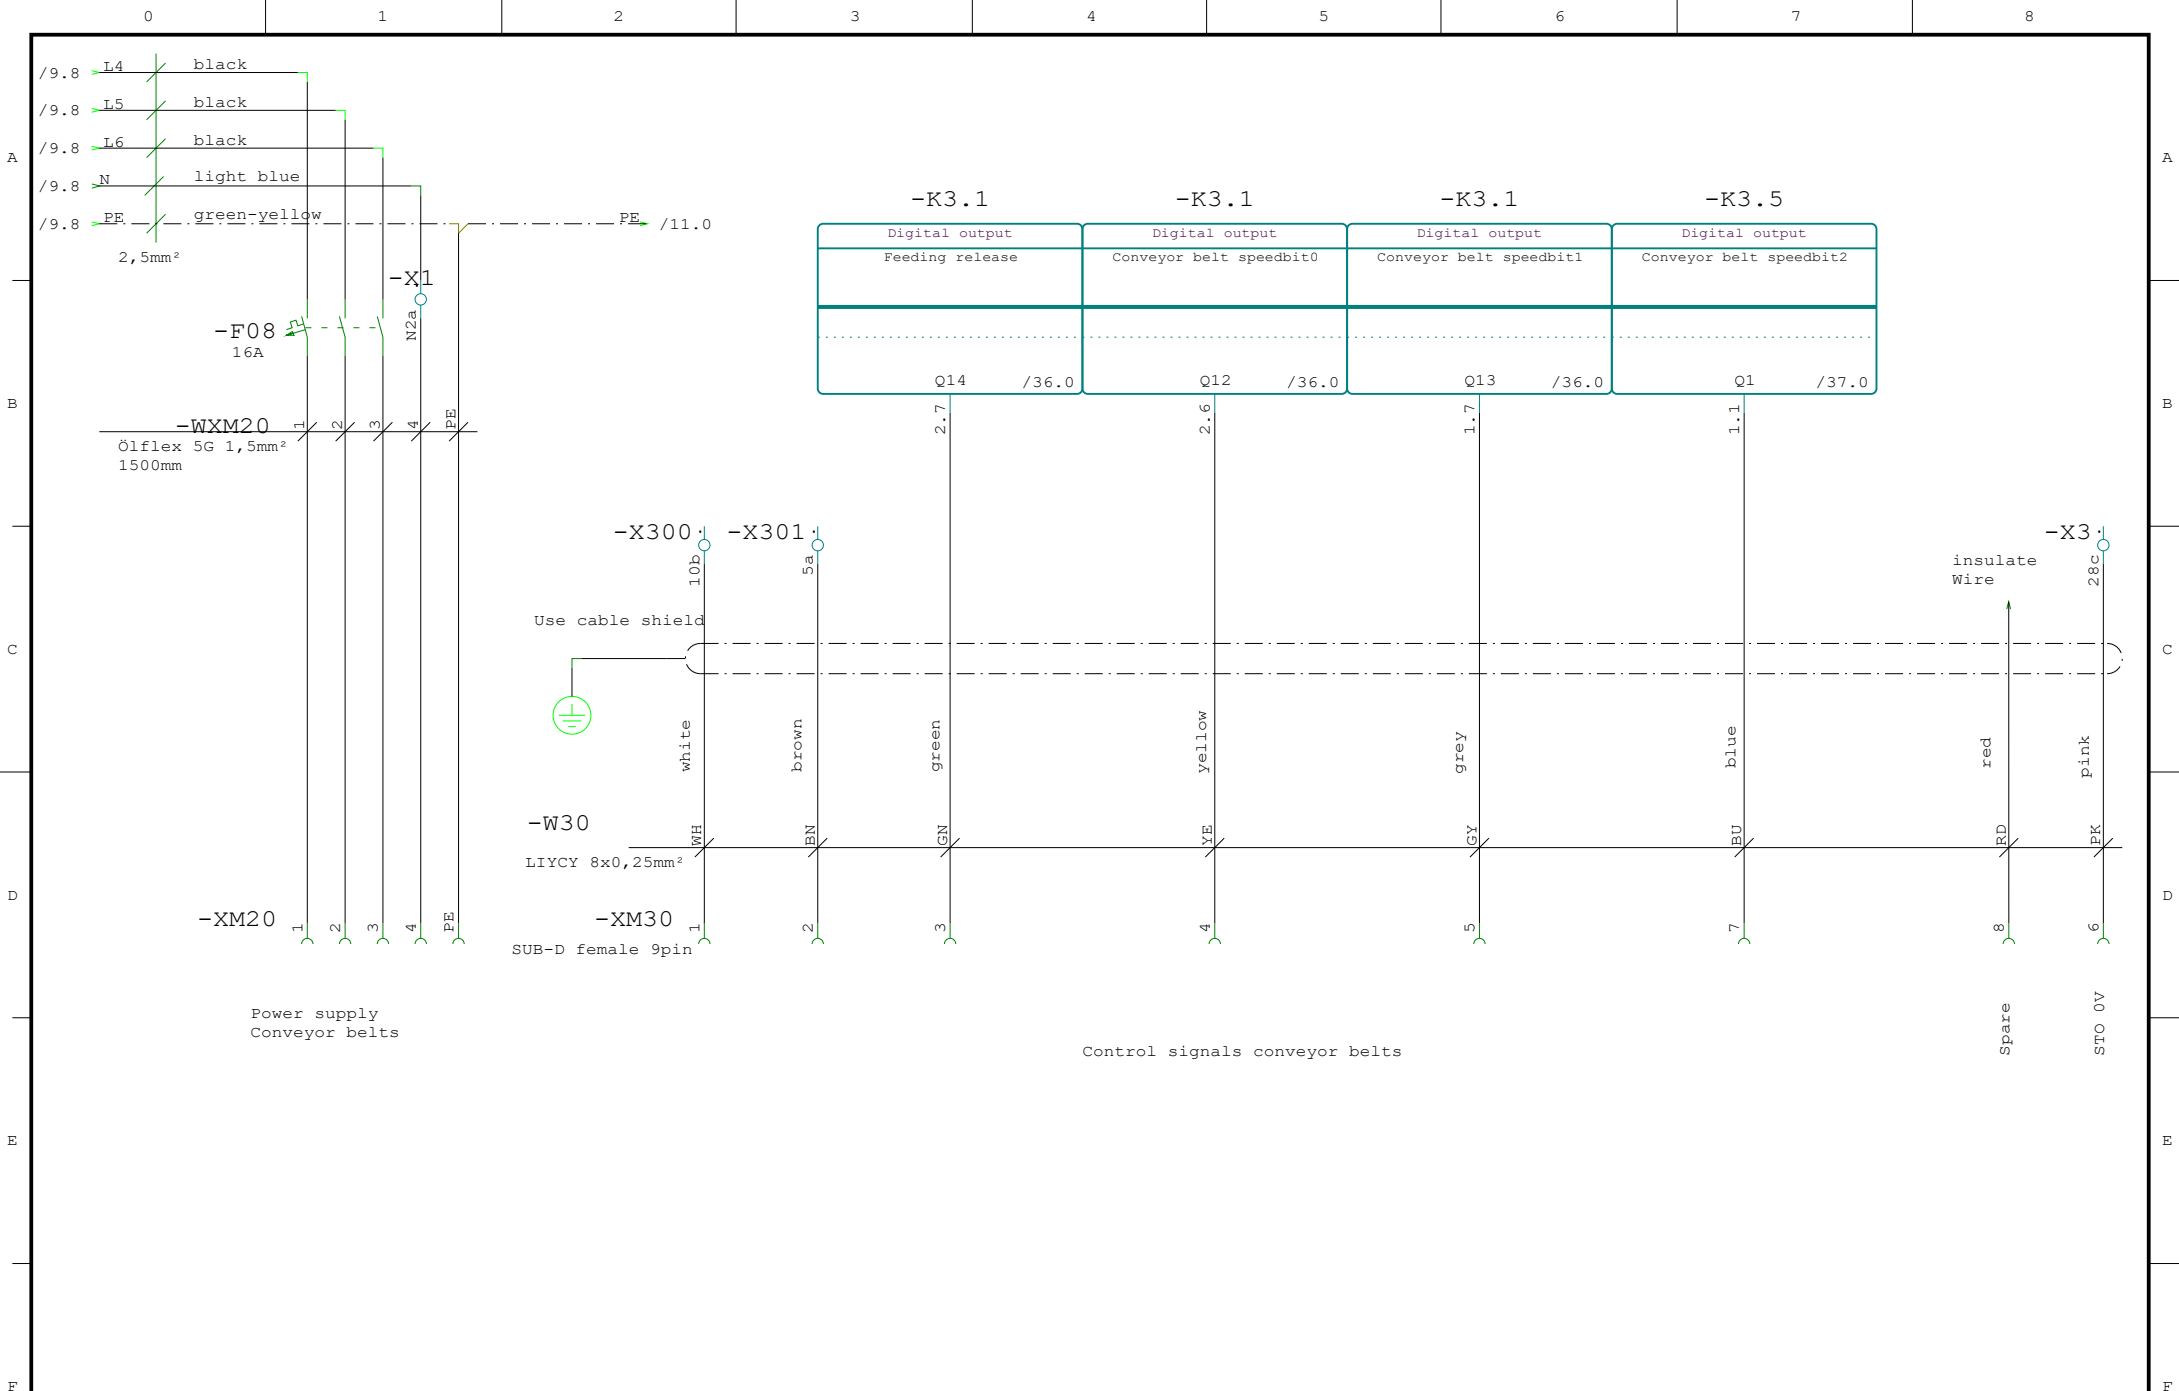 0 1 2 3 4 5 6 7 8
/9.8 L4 black
/9.8 L5 black
/9.8 L6 black
/9.8 N light blue
/9.8 PE green-yellow PE /11.0
2,5mm²
A A
-X1
N2a
-F08
16A
-K3.1 -K3.1 -K3.1 -K3.5
Digital output Digital output Digital output Digital output
Feeding release Conveyor belt speedbit0 Conveyor belt speedbit1 Conveyor belt speedbit2
Q14 /36.0 Q12 /36.0 Q13 /36.0 Q1 /37.0
2.7 2.6 1.7 1.1
B B
-WXM20 1 2 3 4 PE
Ölflex 5G 1,5mm²
1500mm
-X300 -X301 -X3
10b 5a 28c
insulate
Wire
Use cable shield
C C
white brown green yellow grey blue red pink
-W30 WH BN GN YE GY BU RD PK
LIYCY 8x0,25mm²
D D
-XM20 1 2 3 4 PE
-XM30 1 2 3 4 5 7 8 6
SUB-D female 9pin
Power supply
Conveyor belts
Control signals conveyor belts
Spare
STO 0V
E E
F F